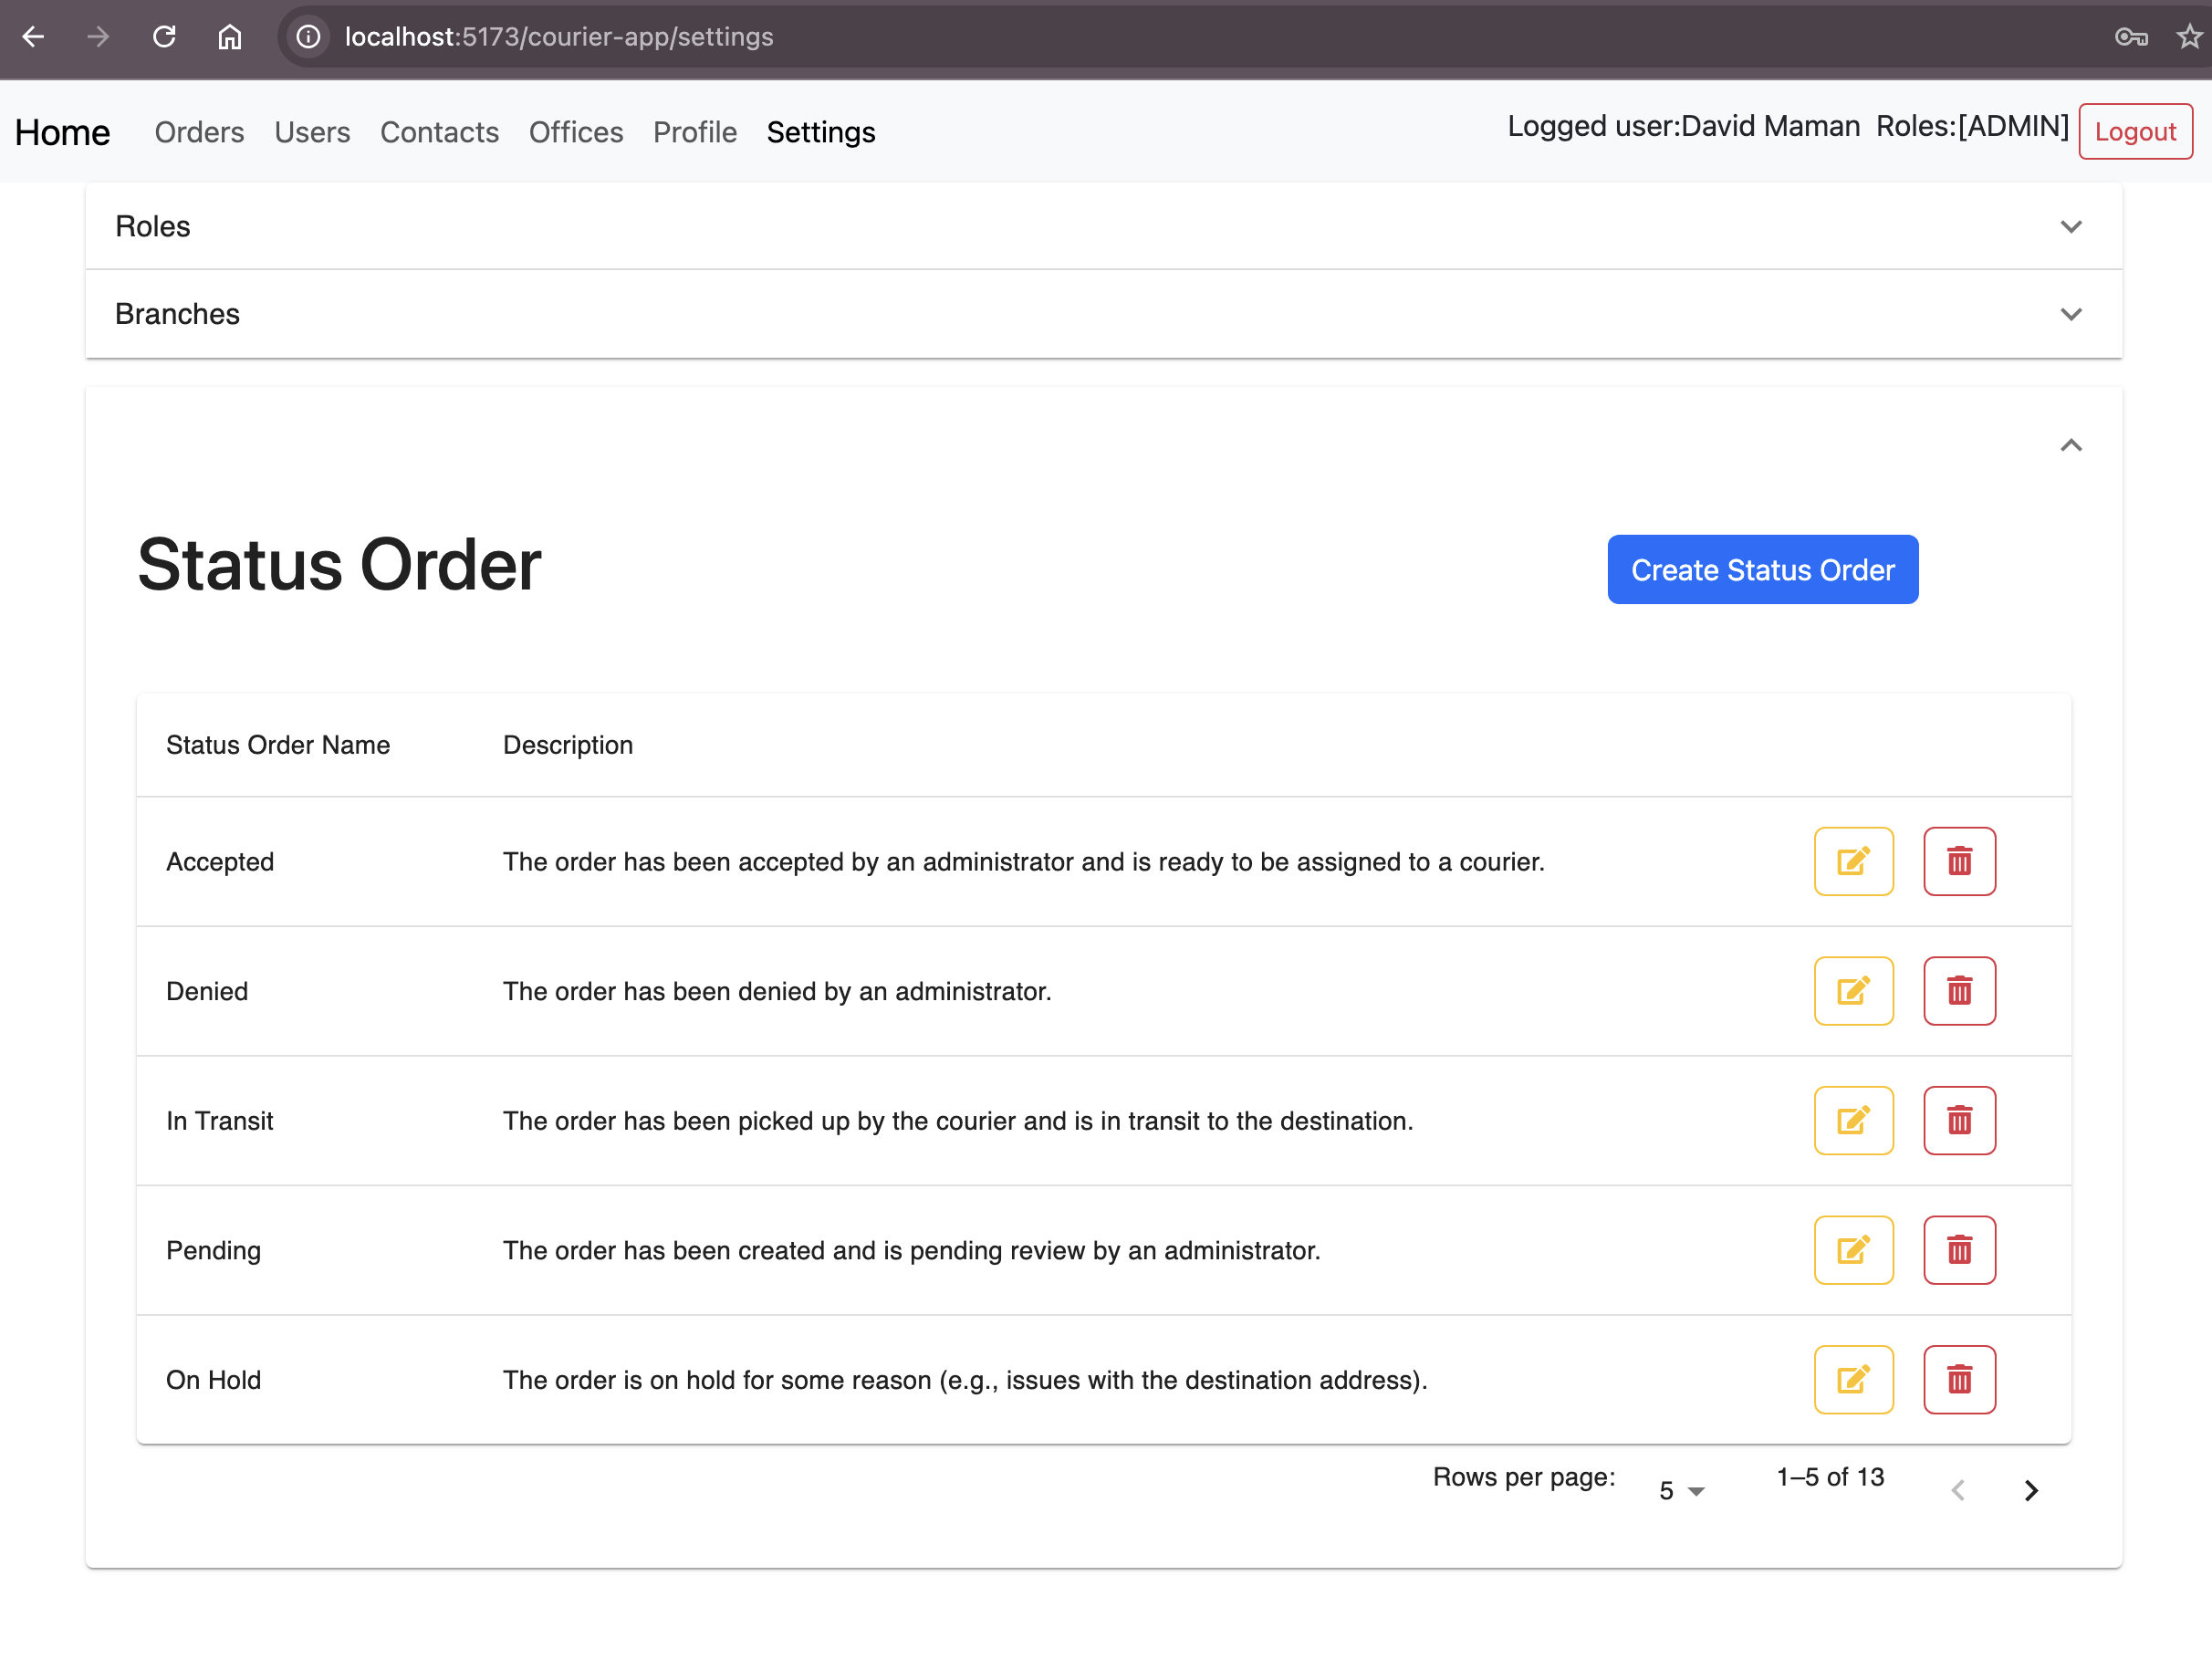 localhost:5173/courier-app/settings
Home Orders Users Contacts Offices Profile Settings Logged user:David Maman Roles:[ADMIN] Logout
Roles
Branches
Status Order Create Status Order
Status Order Name Description
Accepted The order has been accepted by an administrator and is ready to be assigned to a courier.
Denied The order has been denied by an administrator.
In Transit The order has been picked up by the courier and is in transit to the destination.
Pending The order has been created and is pending review by an administrator.
On Hold The order is on hold for some reason (e.g., issues with the destination address).
Rows per page: 5 1–5 of 13